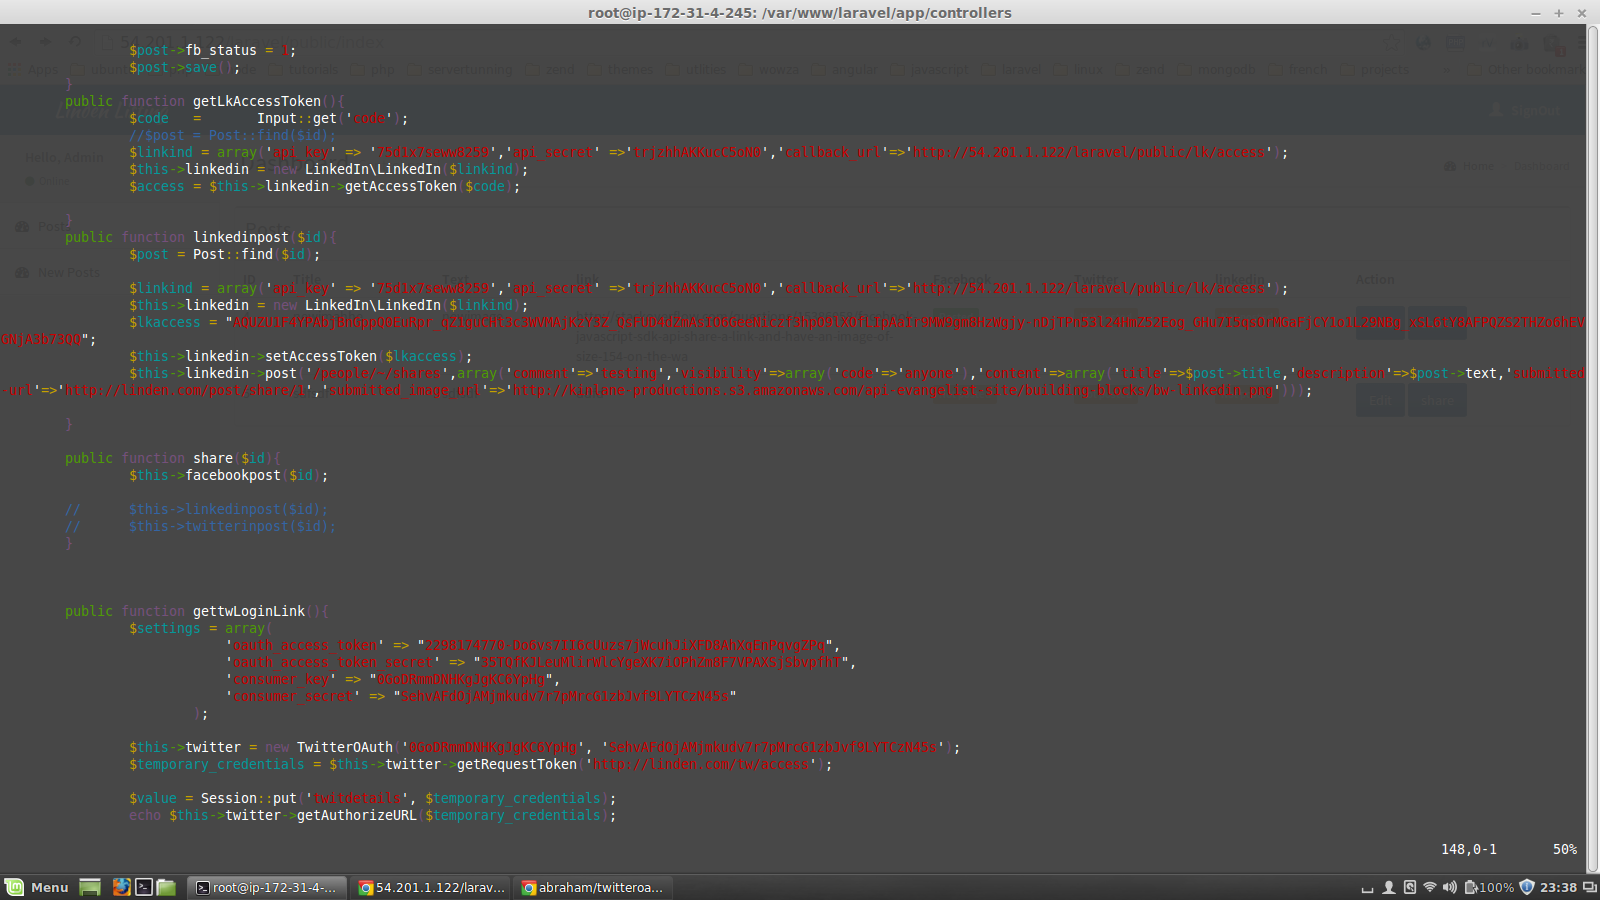 root@ip-172-31-4-245: /var/www/laravel/app/controllers
$post->fb_status = 1;
$post->save();
}
public function getLkAccessToken(){
$code = Input::get('code');
//$post = Post::find($id);
$linkind = array('api_key' => '75d1x7seww8259','api_secret' =>'trjzhhAKKucC5oN0','callback_url'=>'http://54.201.1.122/laravel/public/lk/access');
$this->linkedin = new LinkedIn\LinkedIn($linkind);
$access = $this->linkedin->getAccessToken($code);
}
public function linkedinpost($id){
$post = Post::find($id);
$linkind = array('api_key' => '75d1x7seww8259','api_secret' =>'trjzhhAKKucC5oN0','callback_url'=>'http://54.201.1.122/laravel/public/lk/access');
$this->linkedin = new LinkedIn\LinkedIn($linkind);
$lkaccess = "
";
$this->linkedin->setAccessToken($lkaccess);
$this->linkedin->post('/people/~/shares',array('comment'=>'testing','visibility'=>array('code'=>'anyone'),'content'=>array('title'=>$post->title,'description'=>$post->text,'submitted
-url'=>'http://linden.com/post/share/1','submitted_image_url'=>'http://kinlane-productions.s3.amazonaws.com/api-evangelist-site/building-blocks/bw-linkedin.png')));
}
public function share($id){
$this->facebookpost($id);
// $this->linkedinpost($id);
// $this->twitterinpost($id);
}
public function gettwLoginLink(){
$settings = array(
'oauth_access_token' =>
'oauth_access_token_secret' =>
'consumer_key' => "0GoDRmmDNHKgJgKC6YpHg",
'consumer_secret' => "SehvAFdOjAMjmkudv7r7pMrcG1zbJvf9LYTCzN45s"
);
$this->twitter = new TwitterOAuth('0GoDRmmDNHKgJgKC6YpHg', 'SehvAFdOjAMjmkudv7r7pMrcG1zbJvf9LYTCzN45s');
$temporary_credentials = $this->twitter->getRequestToken('http://linden.com/tw/access');
$value = Session::put('twitdetails', $temporary_credentials);
echo $this->twitter->getAuthorizeURL($temporary_credentials);
148,0-1 50%
Menu root@ip-172-31-4-... 54.201.1.122/larav... abraham/twitteroa... 100% 23:38